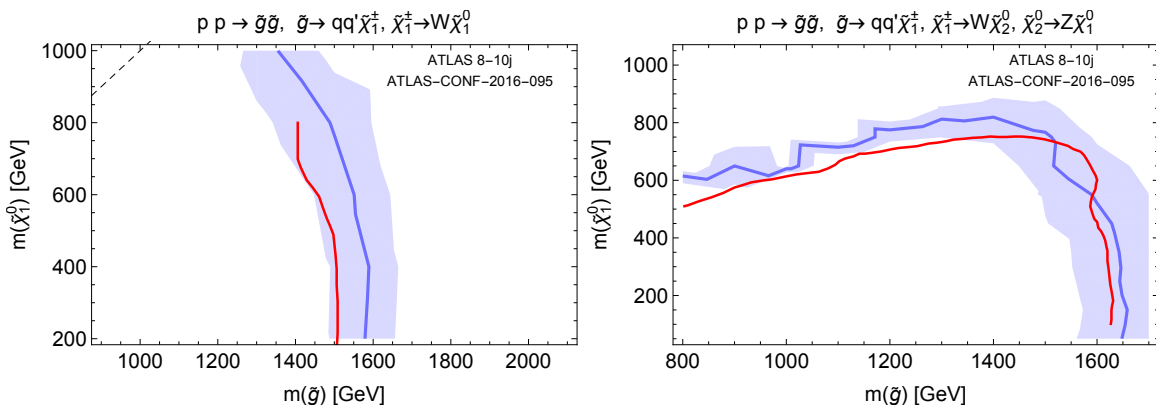 p p → g̃g̃, g̃→ qq'χ̃₁±, χ̃₁±→Wχ̃₁⁰
ATLAS 8-10j
ATLAS-CONF-2016-095
1000
800
600
400
200
m(χ̃₁⁰) [GeV]
1000 1200 1400 1600 1800 2000
m(g̃) [GeV]
p p → g̃g̃, g̃→ qq'χ̃₁±, χ̃₁±→Wχ̃₂⁰, χ̃₂⁰→Zχ̃₁⁰
ATLAS 8-10j
ATLAS-CONF-2016-095
1000
800
600
400
200
m(χ̃₁⁰) [GeV]
800 1000 1200 1400 1600
m(g̃) [GeV]